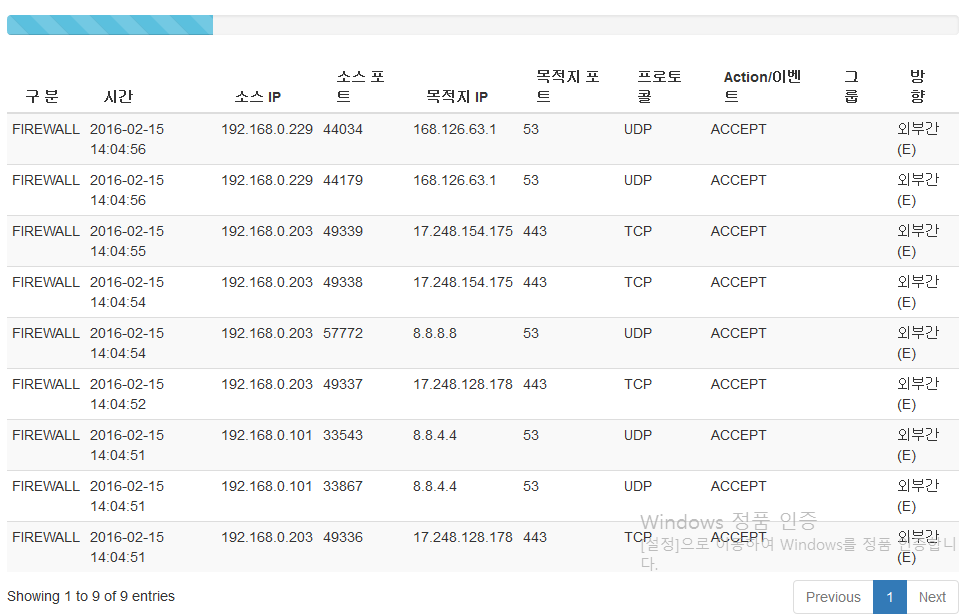 구 분 시간 소스 IP 소스 포트 목적지 IP 목적지 포트 프로토콜 Action/이벤트 그룹 방향
FIREWALL 2016-02-15 14:04:56 192.168.0.229 44034 168.126.63.1 53 UDP ACCEPT 외부간(E)
FIREWALL 2016-02-15 14:04:56 192.168.0.229 44179 168.126.63.1 53 UDP ACCEPT 외부간(E)
FIREWALL 2016-02-15 14:04:55 192.168.0.203 49339 17.248.154.175 443 TCP ACCEPT 외부간(E)
FIREWALL 2016-02-15 14:04:54 192.168.0.203 49338 17.248.154.175 443 TCP ACCEPT 외부간(E)
FIREWALL 2016-02-15 14:04:54 192.168.0.203 57772 8.8.8.8 53 UDP ACCEPT 외부간(E)
FIREWALL 2016-02-15 14:04:52 192.168.0.203 49337 17.248.128.178 443 TCP ACCEPT 외부간(E)
FIREWALL 2016-02-15 14:04:51 192.168.0.101 33543 8.8.4.4 53 UDP ACCEPT 외부간(E)
FIREWALL 2016-02-15 14:04:51 192.168.0.101 33867 8.8.4.4 53 UDP ACCEPT 외부간(E)
FIREWALL 2016-02-15 14:04:51 192.168.0.203 49336 17.248.128.178 443 TCP ACCEPT 외부간(E)
Windows 정품 인증
[설정]으로 이동하여 Windows를 정품 인증합니
다.
Showing 1 to 9 of 9 entries
Previous 1 Next